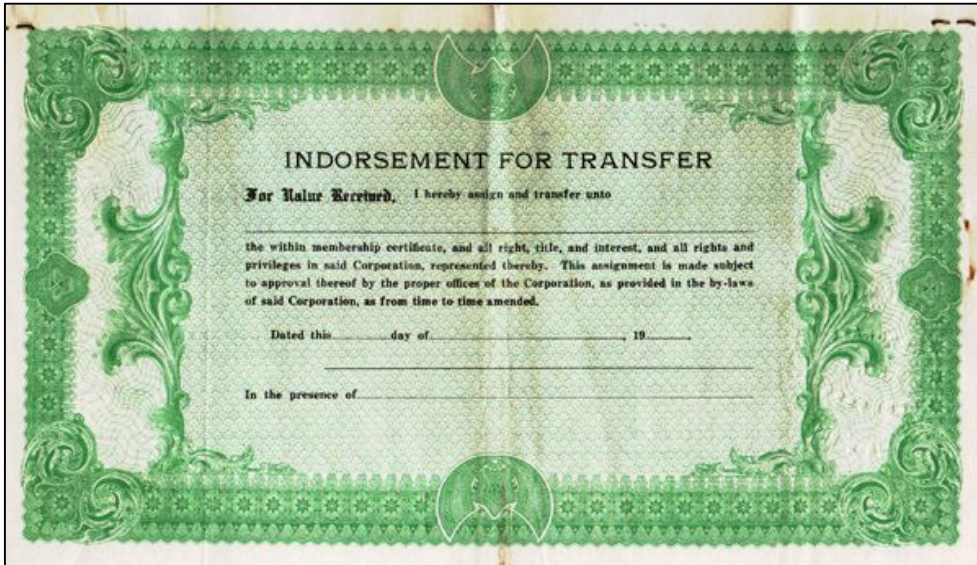 INDORSEMENT FOR TRANSFER
For Value Received, I hereby assign and transfer unto
the within membership certificate, and all right, title, and interest, and all rights and
privileges in said Corporation, represented thereby. This assignment is made subject
to approval thereof by the proper offices of the Corporation, as provided in the by-laws
of said Corporation, as from time to time amended.
Dated this day of , 19 .
In the presence of